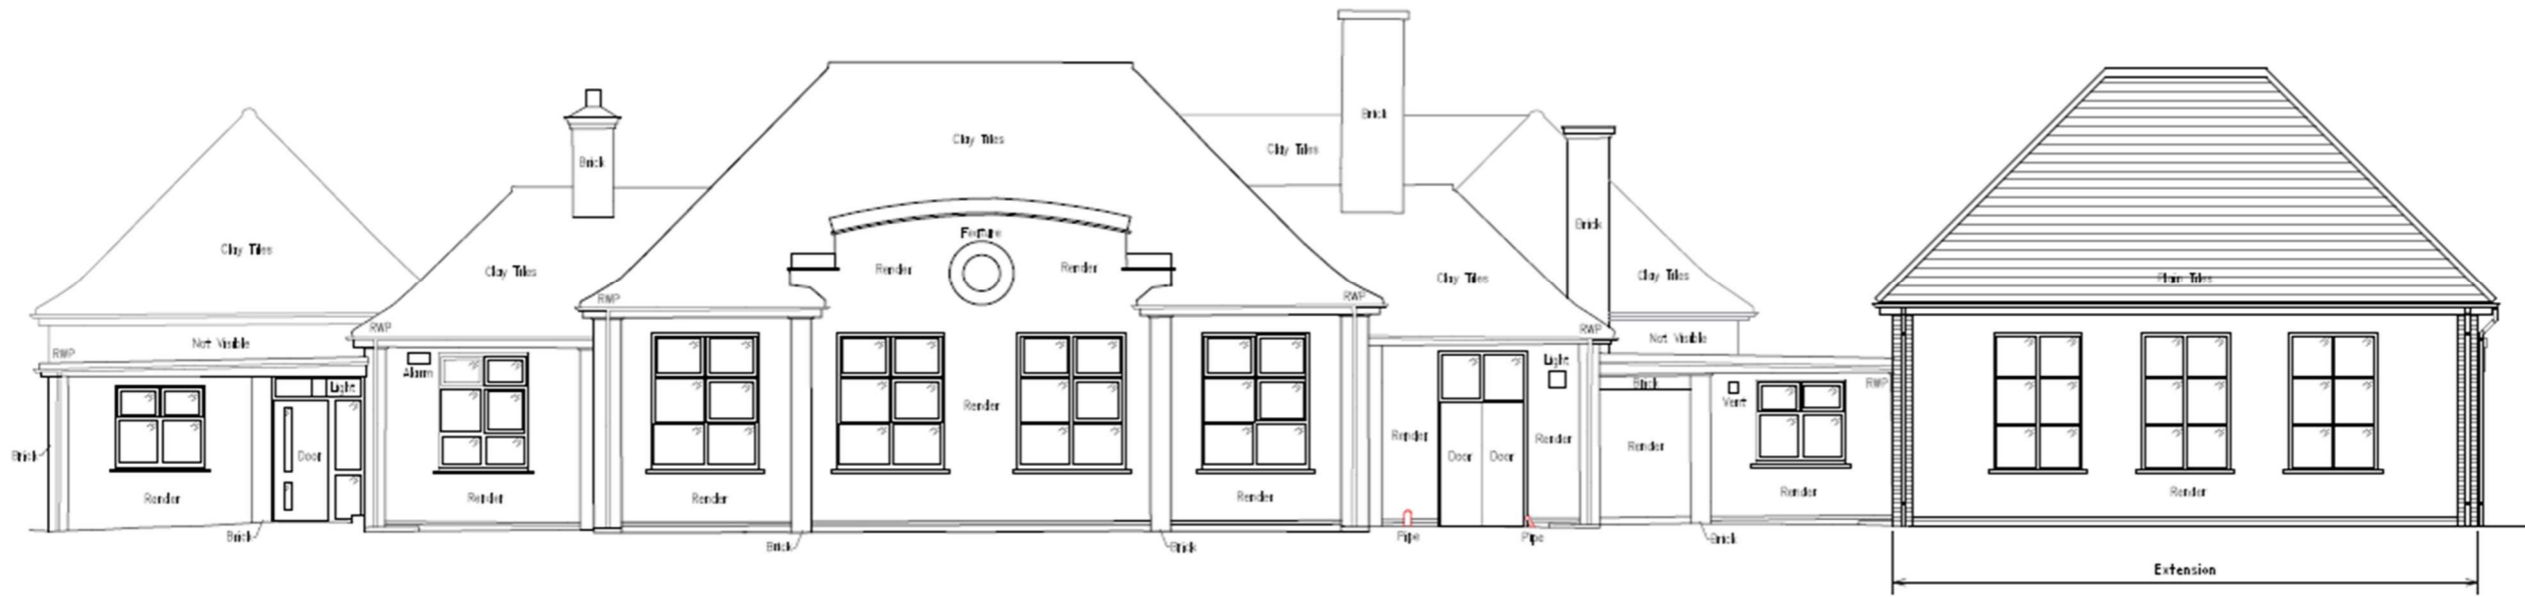 Brick
Clay Tiles
Clay Tiles
Brick
Clay Tiles
Feature
Render
Render
Clay Tiles
Clay Tiles
Brick
Clay Tiles
Plain Tiles
RWP
RWP
RWP
RWP
Not Visible
Not Visible
RWP
Alarm
Light
Light
Brick
RWP
Vent
Render
Render
Render
Render
Brick
Door
Door
Door
Render
Render
Render
Render
Render
Render
Render
Brick
Brick
Brick
Pipe
Pipe
Brick
Extension